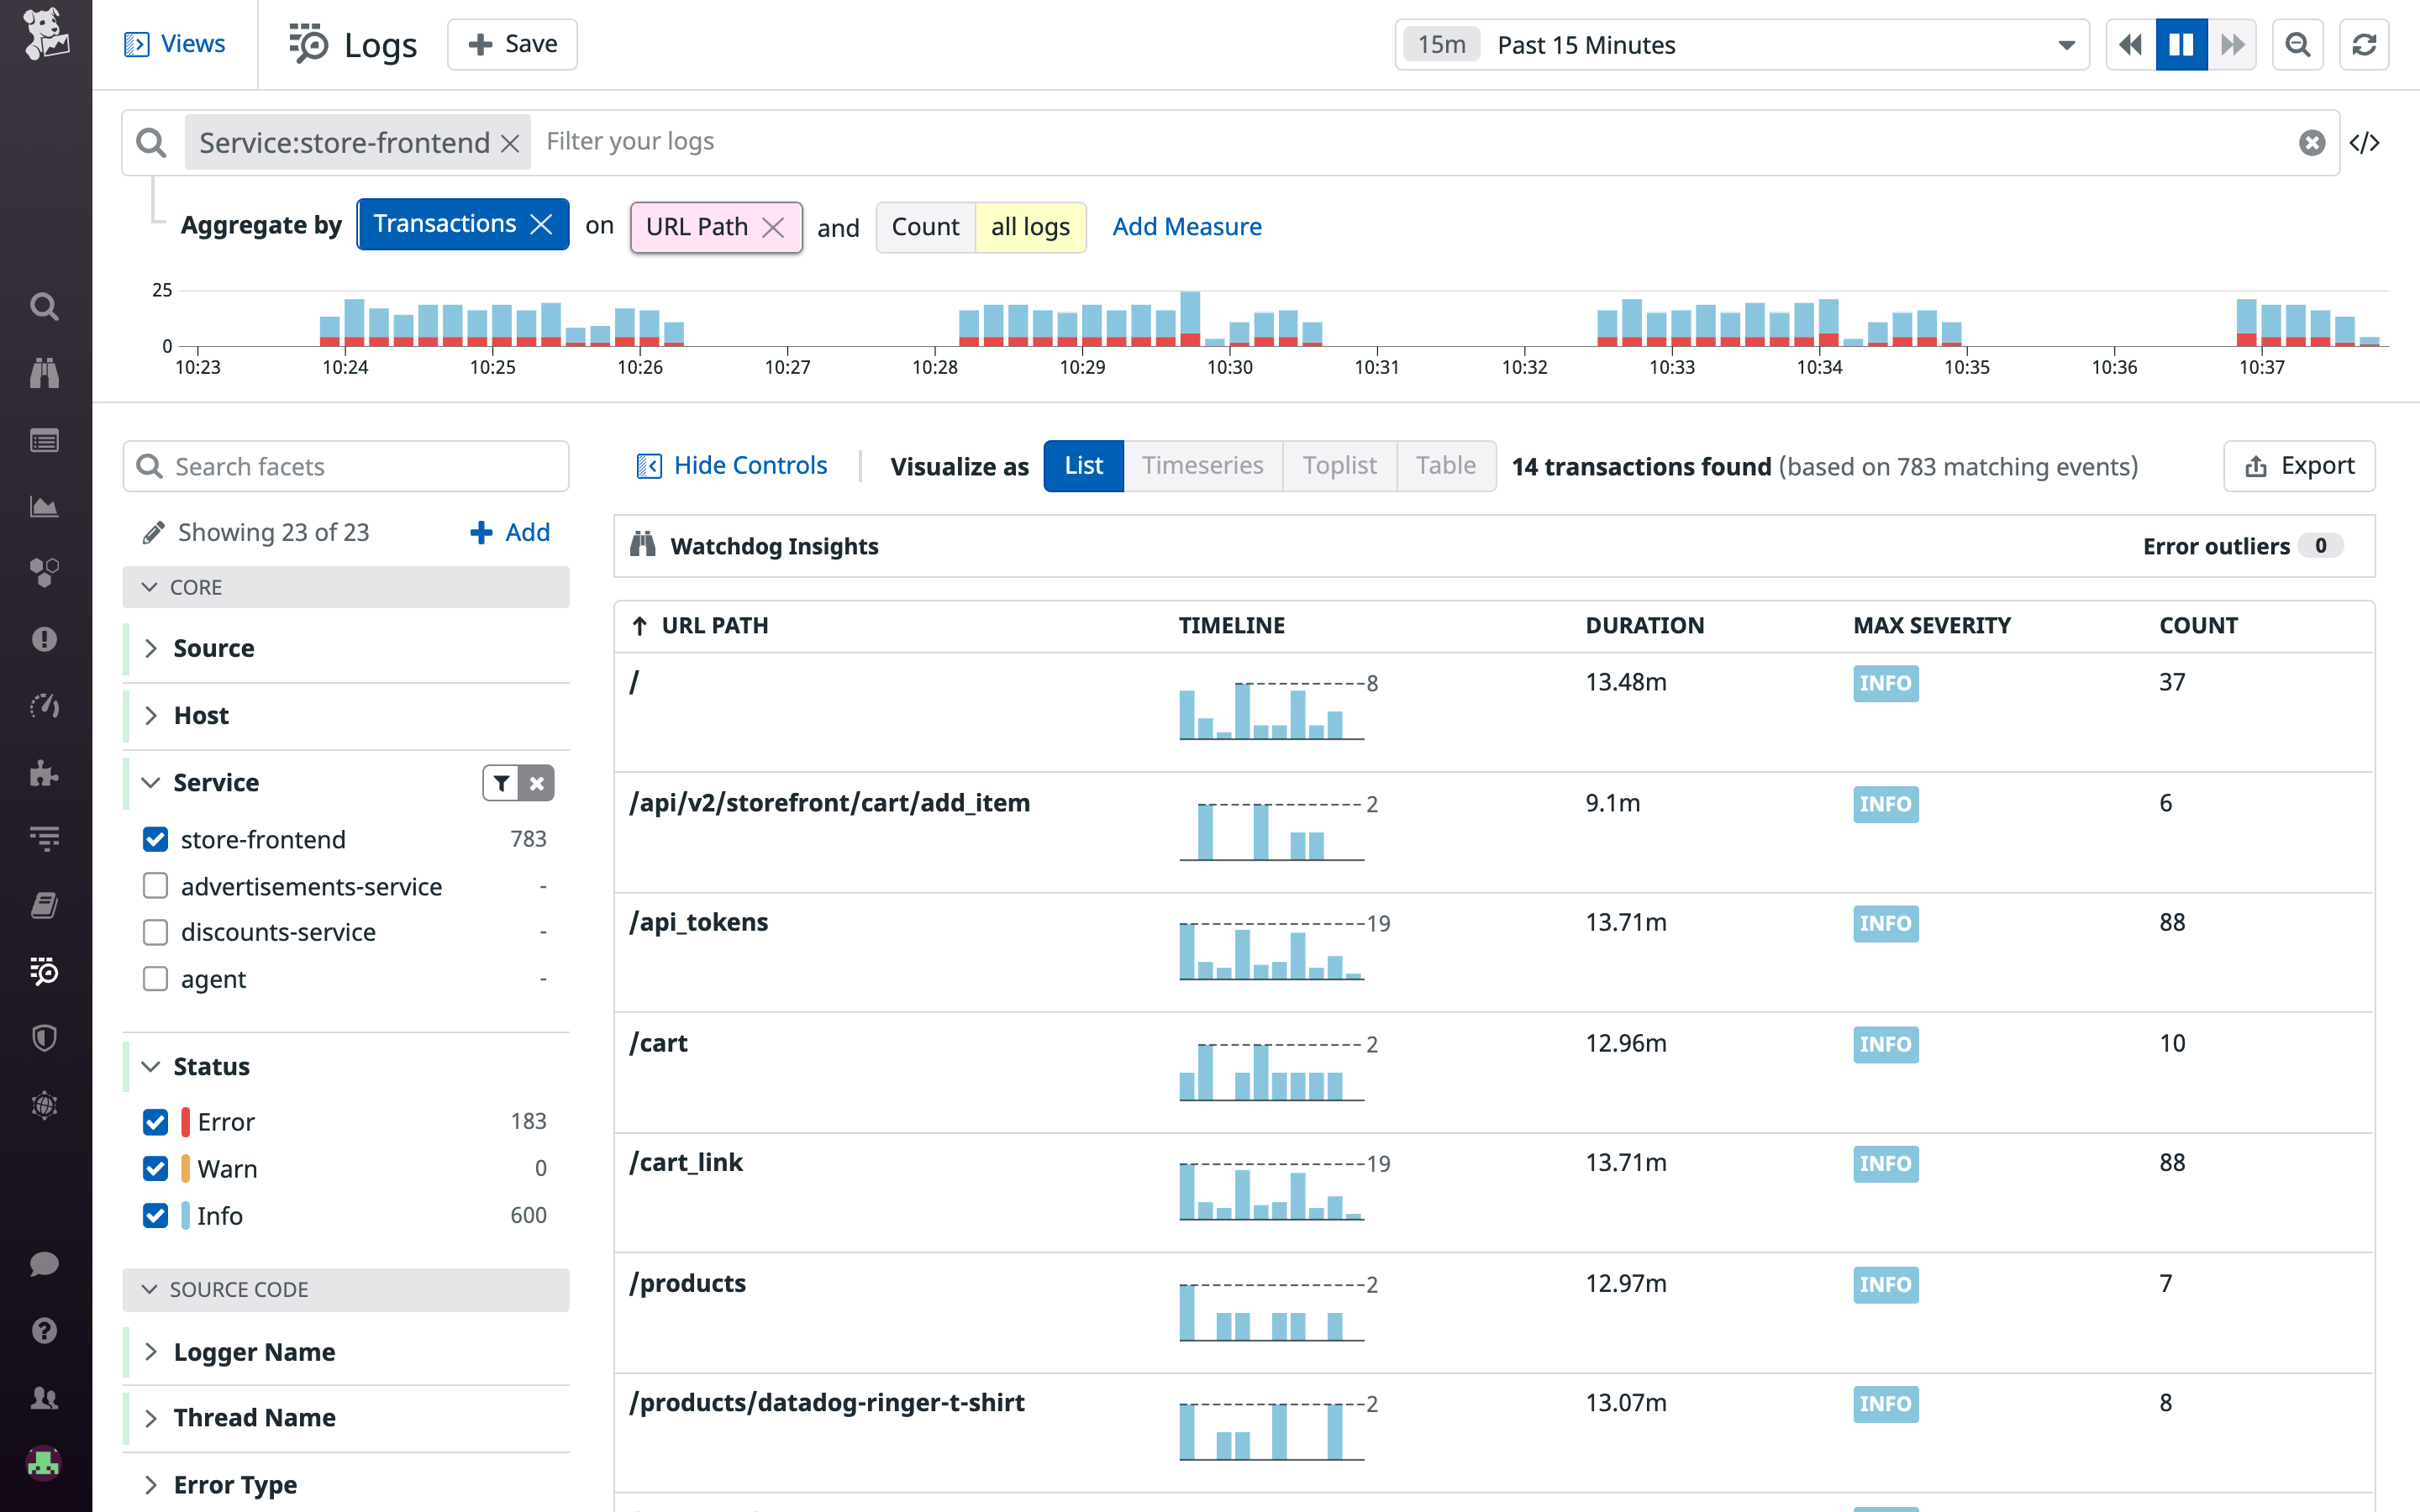 Views
Logs
Save
15m Past 15 Minutes
Service:store-frontend Filter your logs
Aggregate by Transactions on URL Path and Count all logs Add Measure
25
0
10:23 10:24 10:25 10:26 10:27 10:28 10:29 10:30 10:31 10:32 10:33 10:34 10:35 10:36 10:37
Search facets
Showing 23 of 23 Add
CORE
Source
Host
Service
store-frontend 783
advertisements-service -
discounts-service -
agent -
Status
Error 183
Warn 0
Info 600
SOURCE CODE
Logger Name
Thread Name
Error Type
Hide Controls Visualize as List Timeseries Toplist Table 14 transactions found (based on 783 matching events) Export
Watchdog Insights Error outliers 0
URL PATH TIMELINE DURATION MAX SEVERITY COUNT
/ 8 13.48m INFO 37
/api/v2/storefront/cart/add_item 2 9.1m INFO 6
/api_tokens 19 13.71m INFO 88
/cart 2 12.96m INFO 10
/cart_link 19 13.71m INFO 88
/products 2 12.97m INFO 7
/products/datadog-ringer-t-shirt 2 13.07m INFO 8